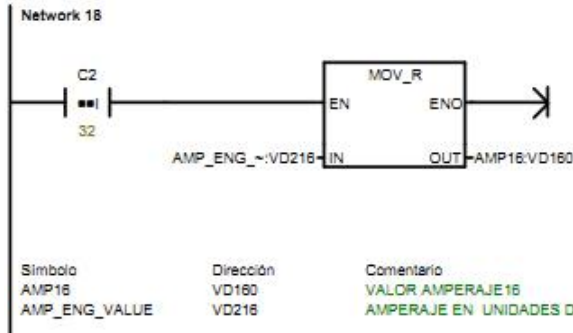 Network 18
C2
==I
32
MOV_R
EN ENO
AMP_ENG_~:VD216 IN OUT AMP16:VD160
Símbolo Dirección Comentario
AMP16 VD160 VALOR AMPERAJE16
AMP_ENG_VALUE VD216 AMPERAJE EN UNIDADES D